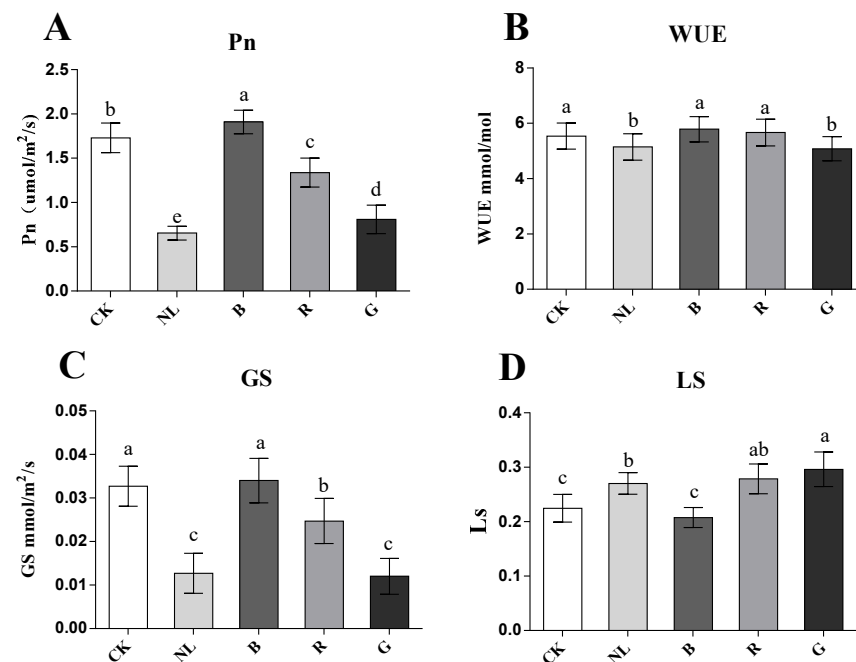 A
Pn
Pn（umol/m²/s）
2.5
2.0
1.5
1.0
0.5
0.0
b
e
a
c
d
CK
NL
B
R
G
B
WUE
WUE mmol/mol
8
6
4
2
0
a
b
a
a
b
CK
NL
B
R
G
C
GS
GS mmol/m²/s
0.05
0.04
0.03
0.02
0.01
0.00
a
c
a
b
c
CK
NL
B
R
G
D
LS
Ls
0.4
0.3
0.2
0.1
0.0
c
b
c
ab
a
CK
NL
B
R
G